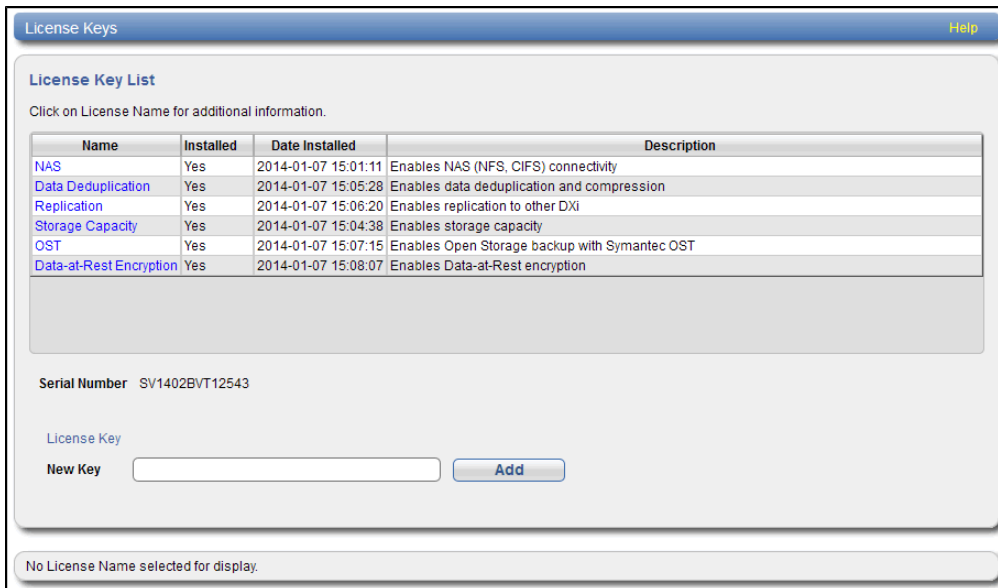 License Keys Help
License Key List
Click on License Name for additional information.
Name Installed Date Installed Description
NAS Yes 2014-01-07 15:01:11 Enables NAS (NFS, CIFS) connectivity
Data Deduplication Yes 2014-01-07 15:05:28 Enables data deduplication and compression
Replication Yes 2014-01-07 15:06:20 Enables replication to other DXi
Storage Capacity Yes 2014-01-07 15:04:38 Enables storage capacity
OST Yes 2014-01-07 15:07:15 Enables Open Storage backup with Symantec OST
Data-at-Rest Encryption Yes 2014-01-07 15:08:07 Enables Data-at-Rest encryption
Serial Number SV1402BVT12543
License Key
New Key Add
No License Name selected for display.